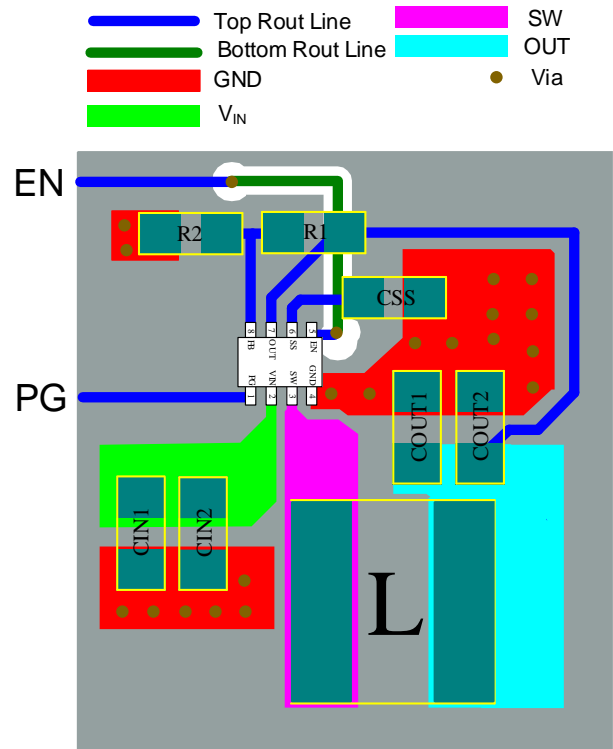 Top Rout Line
SW
Bottom Rout Line
OUT
GND
Via
VIN
EN
R2
R1
CSS
8 7 6 5
FB OUT SS EN
PG VIN SW GND
1 2 3 4
PG
COUT1
COUT2
CIN1
CIN2
L